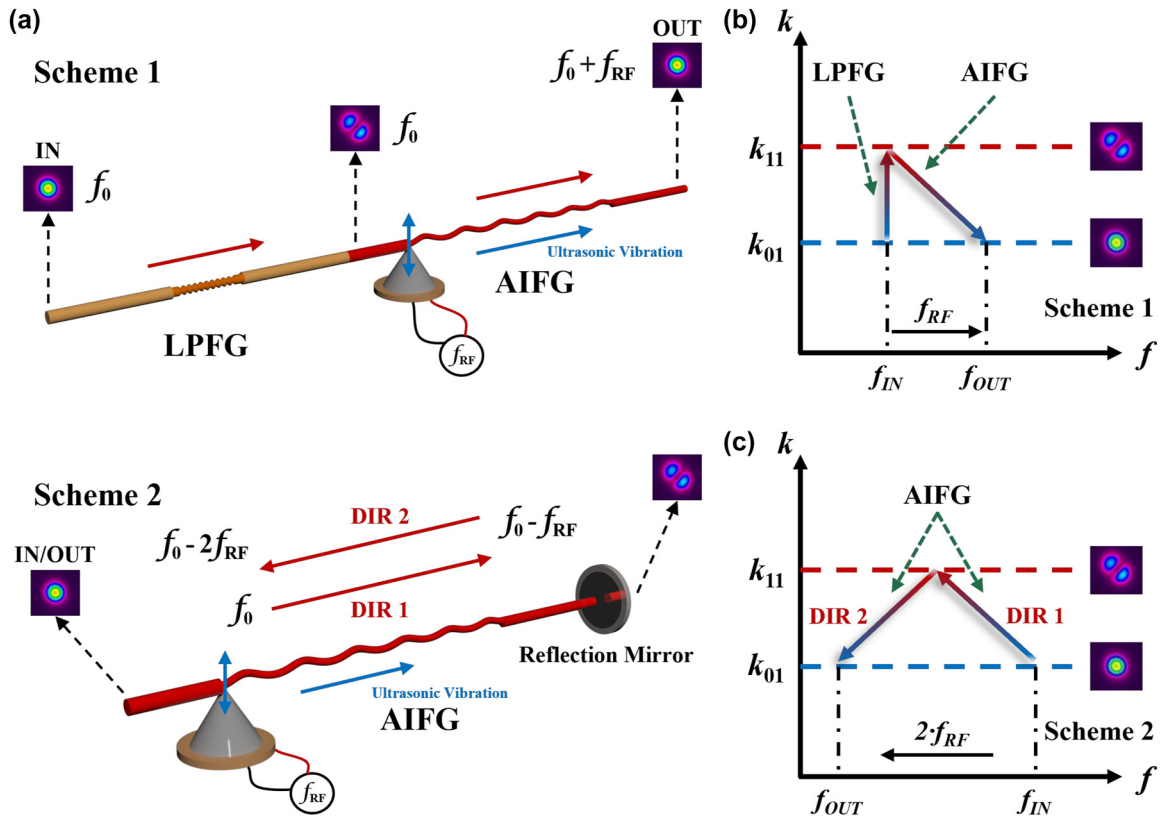 (a)
Scheme 1
IN
f0
f0
f0 + fRF
OUT
Ultrasonic Vibration
AIFG
LPFG
fRF
Scheme 2
IN/OUT
f0 - 2fRF
DIR 2
f0 - fRF
f0
DIR 1
Reflection Mirror
Ultrasonic Vibration
AIFG
fRF
(b)
k
LPFG
AIFG
k11
k01
Scheme 1
fRF
fIN
fOUT
f
(c)
k
AIFG
k11
DIR 2
DIR 1
k01
Scheme 2
2·fRF
fOUT
fIN
f